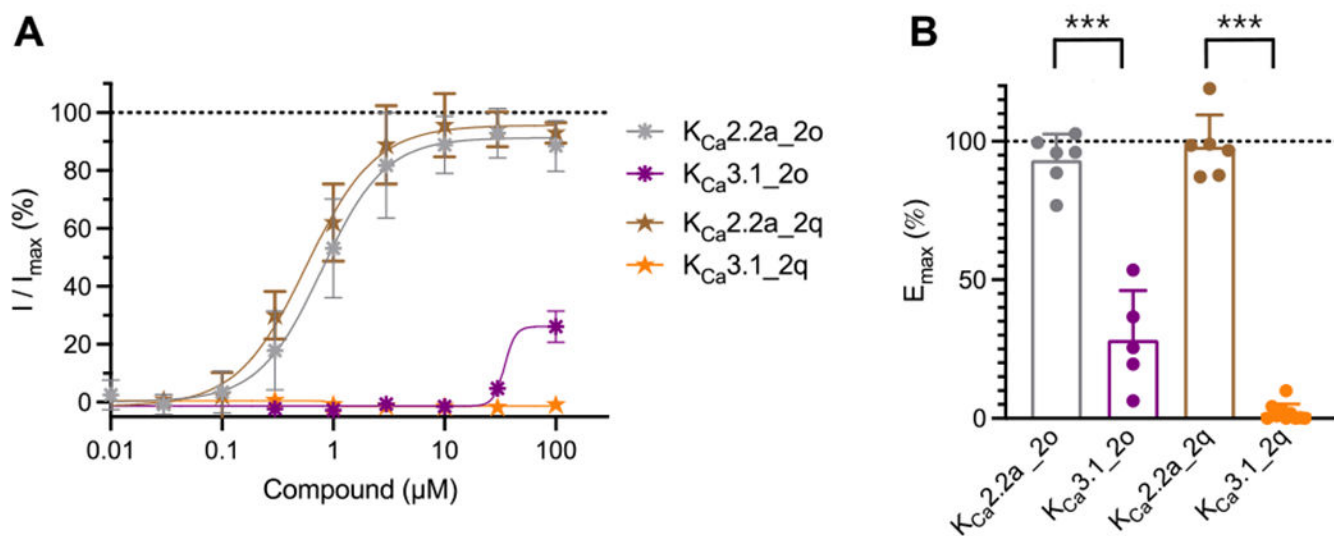 A
I / Imax (%)
100
80
60
40
20
0
0.01 0.1 1 10 100
Compound (μM)
KCa2.2a_2o
KCa3.1_2o
KCa2.2a_2q
KCa3.1_2q
B
*** ***
Emax (%)
100
50
0
KCa2.2a_2o
KCa3.1_2o
KCa2.2a_2q
KCa3.1_2q